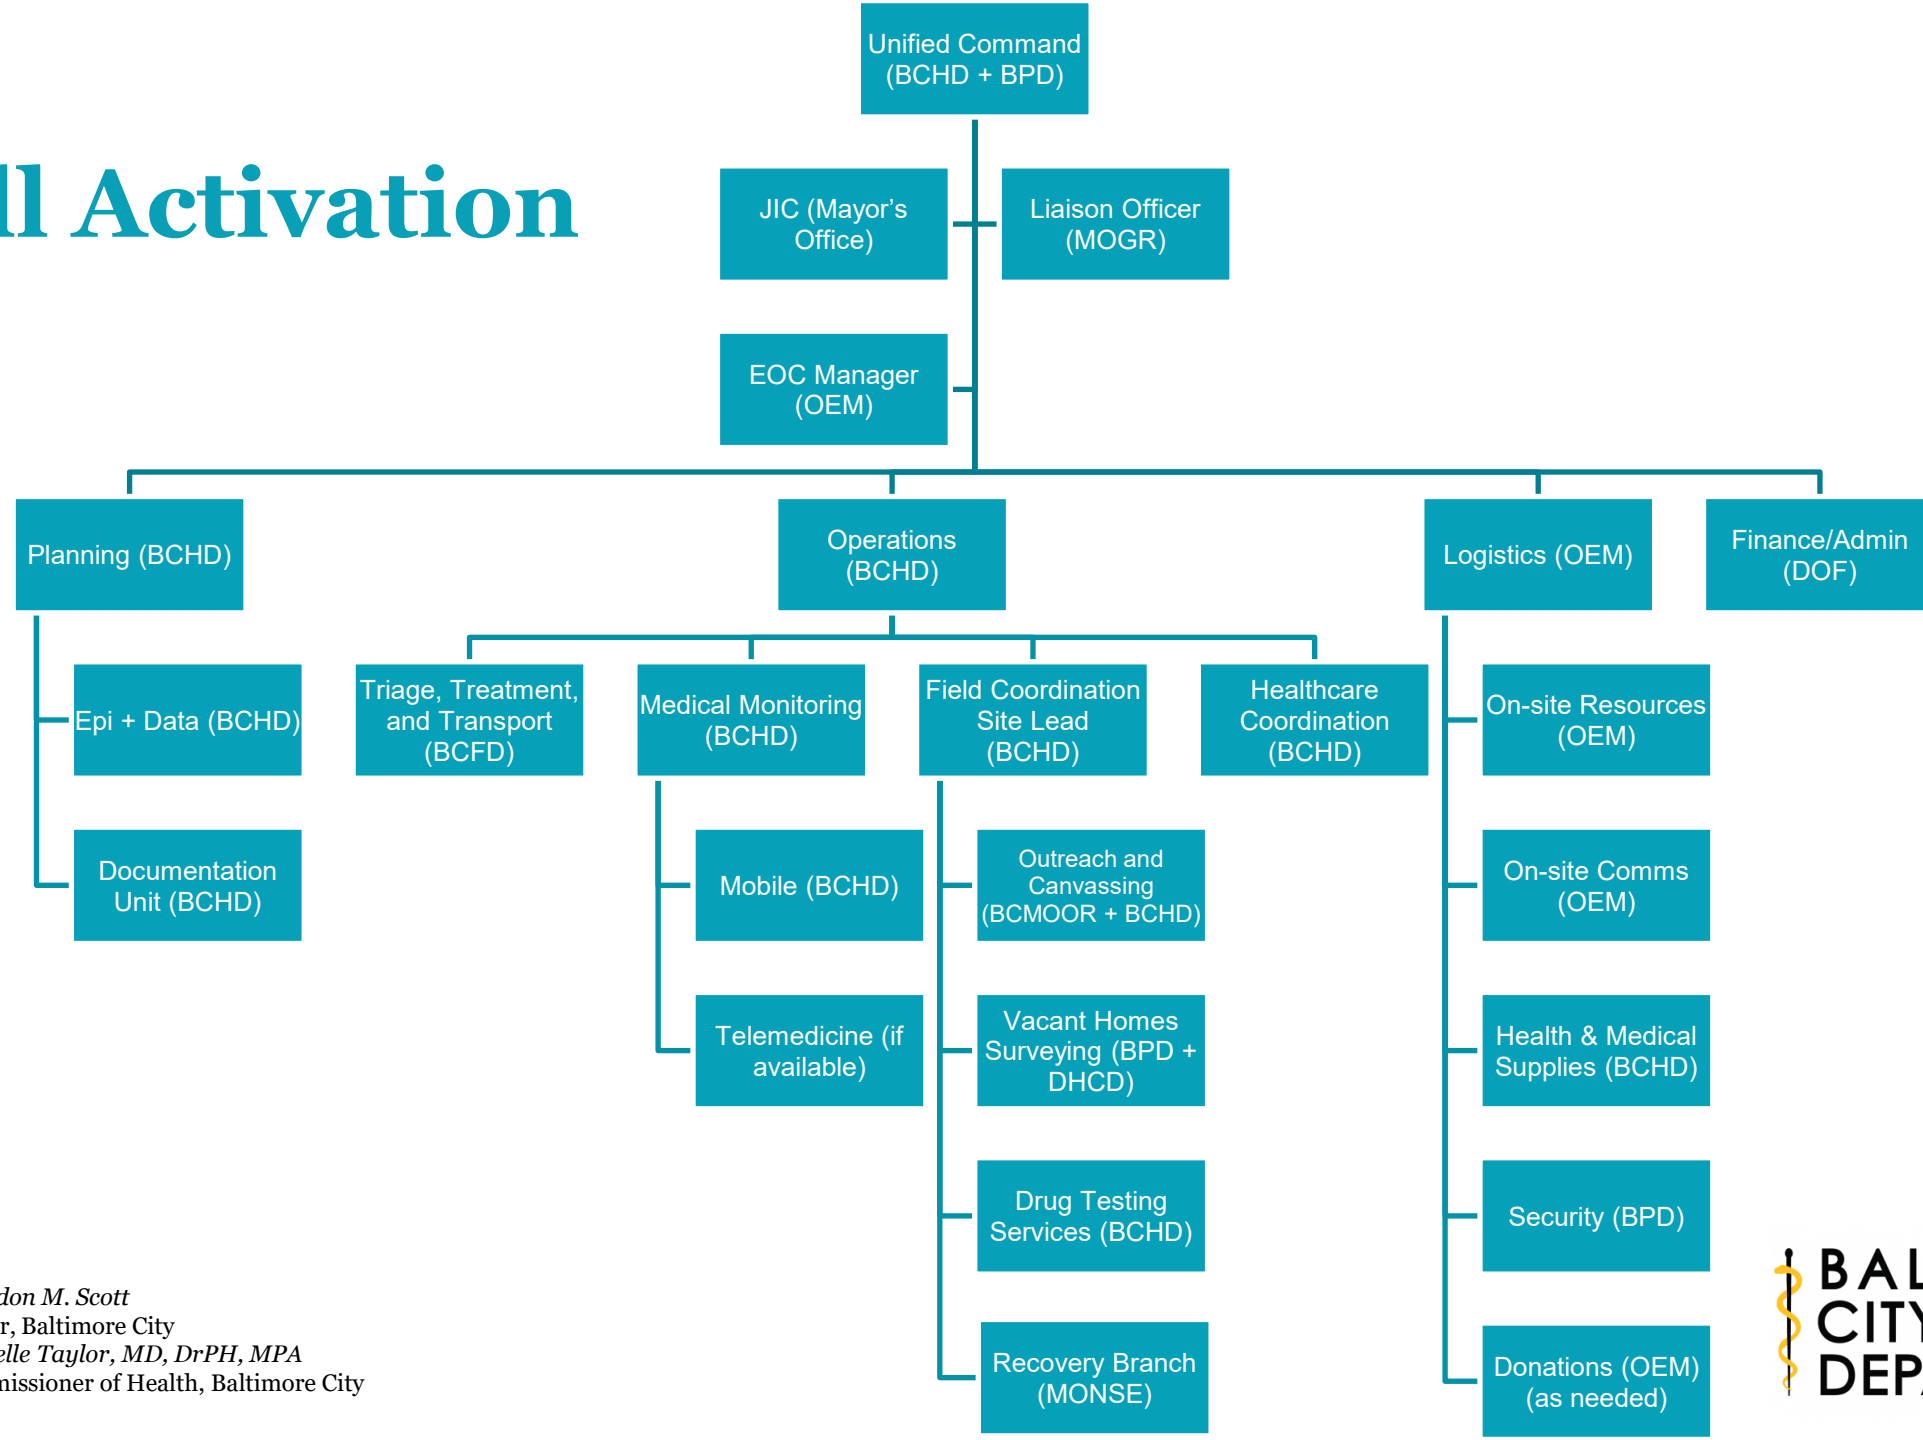 Unified Command
(BCHD + BPD)
ll Activation
JIC (Mayor’s
Office)
Liaison Officer
(MOGR)
EOC Manager
(OEM)
Planning (BCHD)
Operations
(BCHD)
Logistics (OEM)
Finance/Admin
(DOF)
Epi + Data (BCHD)
Triage, Treatment,
and Transport
(BCFD)
Medical Monitoring
(BCHD)
Field Coordination
Site Lead
(BCHD)
Healthcare
Coordination
(BCHD)
On-site Resources
(OEM)
Documentation
Unit (BCHD)
Mobile (BCHD)
Outreach and
Canvassing
(BCMOOR + BCHD)
On-site Comms
(OEM)
Telemedicine (if
available)
Vacant Homes
Surveying (BPD +
DHCD)
Health & Medical
Supplies (BCHD)
Drug Testing
Services (BCHD)
Security (BPD)
Recovery Branch
(MONSE)
Donations (OEM)
(as needed)
don M. Scott
r, Baltimore City
elle Taylor, MD, DrPH, MPA
missioner of Health, Baltimore City
BAL
CITY
DEPA